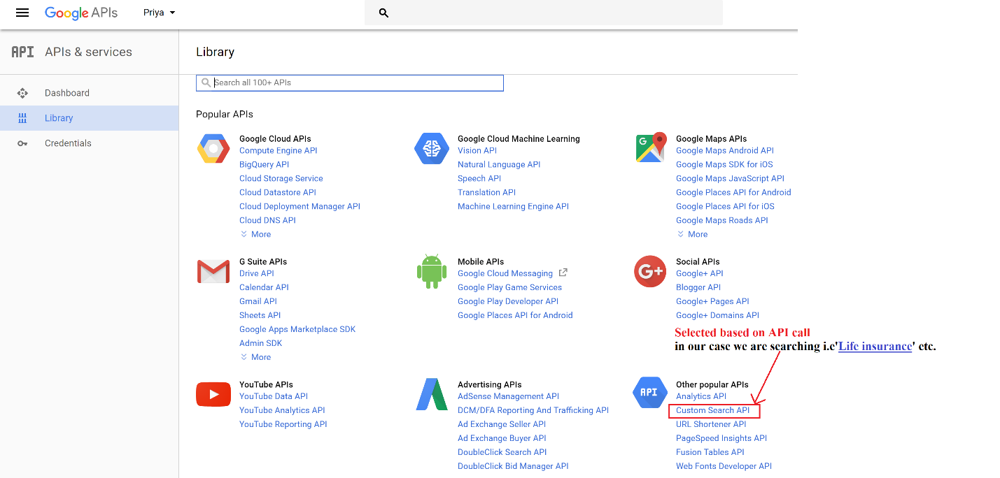 Google APIs
Priya
API APIs & services
Library
Dashboard
Library
Credentials
Search all 100+ APIs
Popular APIs
Google Cloud APIs
Compute Engine API
BigQuery API
Cloud Storage Service
Cloud Datastore API
Cloud Deployment Manager API
Cloud DNS API
More
Google Cloud Machine Learning
Vision API
Natural Language API
Speech API
Translation API
Machine Learning Engine API
G
Google Maps APIs
Google Maps Android API
Google Maps SDK for iOS
Google Maps JavaScript API
Google Places API for Android
Google Places API for iOS
Google Maps Roads API
More
G Suite APIs
Drive API
Calendar API
Gmail API
Sheets API
Google Apps Marketplace SDK
Admin SDK
More
Mobile APIs
Google Cloud Messaging
Google Play Game Services
Google Play Developer API
Google Places API for Android
G+
Social APIs
Google+ API
Blogger API
Google+ Pages API
Google+ Domains API
Selected based on API call
in our case we are searching i.e'Life insurance' etc.
YouTube APIs
YouTube Data API
YouTube Analytics API
YouTube Reporting API
Advertising APIs
AdSense Management API
DCM/DFA Reporting And Trafficking API
Ad Exchange Seller API
Ad Exchange Buyer API
DoubleClick Search API
DoubleClick Bid Manager API
API
Other popular APIs
Analytics API
Custom Search API
URL Shortener API
PageSpeed Insights API
Fusion Tables API
Web Fonts Developer API